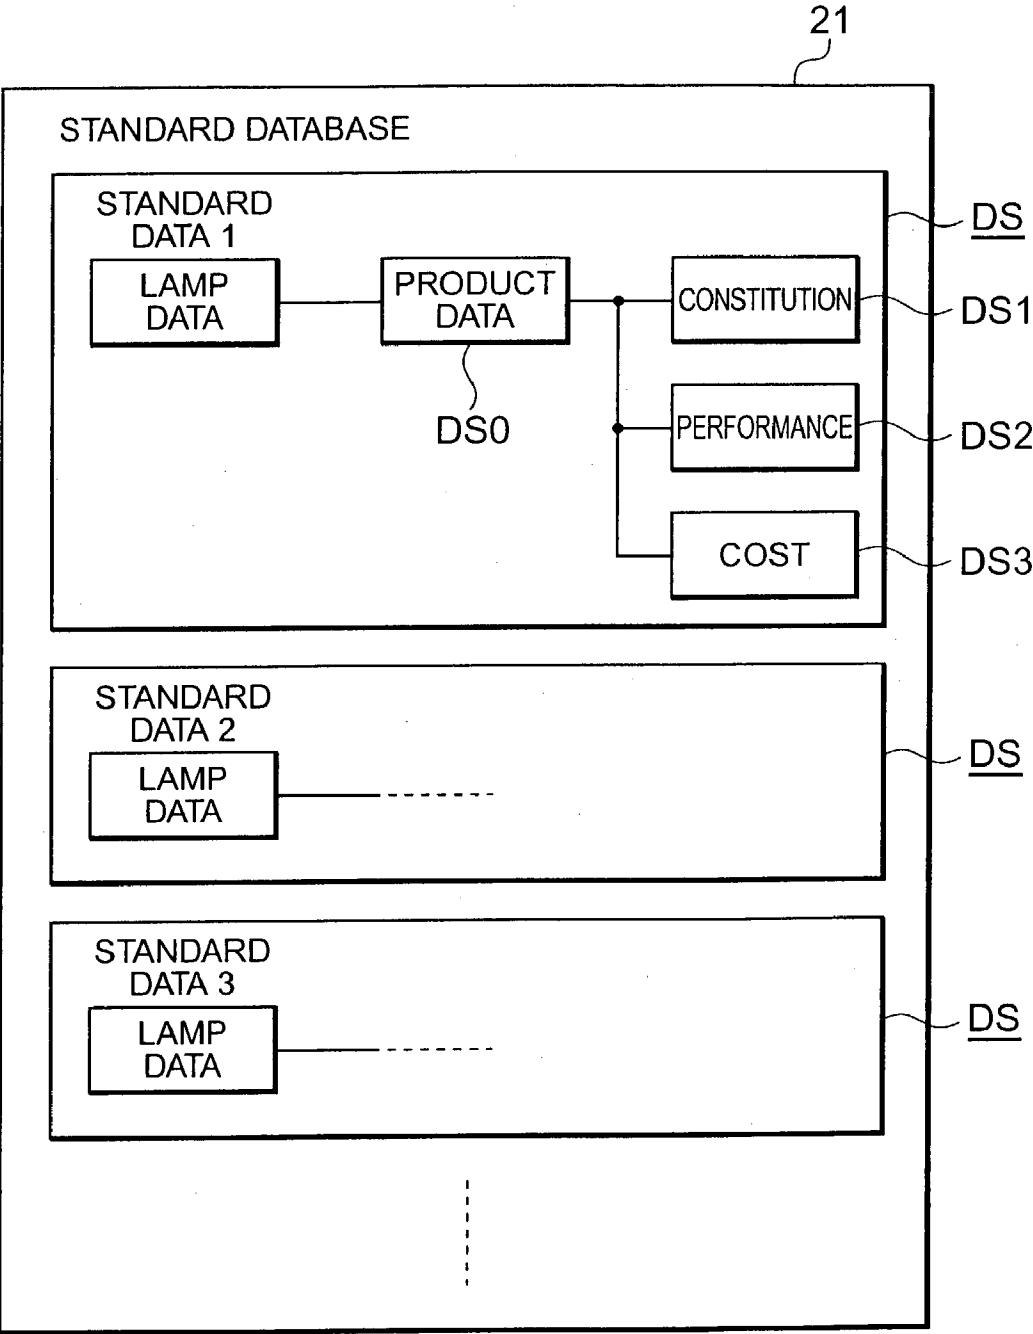 21
STANDARD DATABASE
STANDARD
DATA 1
DS
LAMP
DATA
PRODUCT
DATA
CONSTITUTION
DS1
DS0
PERFORMANCE
DS2
COST
DS3
STANDARD
DATA 2
LAMP
DATA
DS
STANDARD
DATA 3
LAMP
DATA
DS